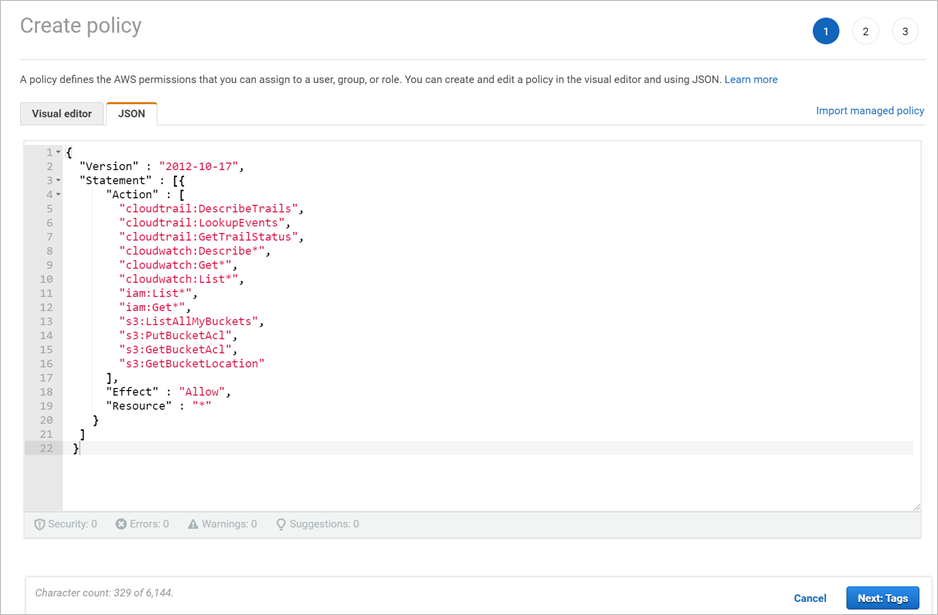 Create policy
1 2 3
A policy defines the AWS permissions that you can assign to a user, group, or role. You can create and edit a policy in the visual editor and using JSON. Learn more
Visual editor JSON Import managed policy
1 {
2 "Version" : "2012-10-17",
3 "Statement" : [{
4 "Action" : [
5 "cloudtrail:DescribeTrails",
6 "cloudtrail:LookupEvents",
7 "cloudtrail:GetTrailStatus",
8 "cloudwatch:Describe*",
9 "cloudwatch:Get*",
10 "cloudwatch:List*",
11 "iam:List*",
12 "iam:Get*",
13 "s3:ListAllMyBuckets",
14 "s3:PutBucketAcl",
15 "s3:GetBucketAcl",
16 "s3:GetBucketLocation"
17 ],
18 "Effect" : "Allow",
19 "Resource" : "*"
20 }
21 ]
22 }
Security: 0 Errors: 0 Warnings: 0 Suggestions: 0
Character count: 329 of 6,144.
Cancel Next: Tags